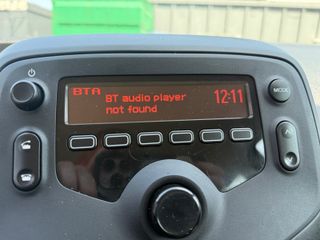 BTA
BT audio player
not found
12:11
MODE